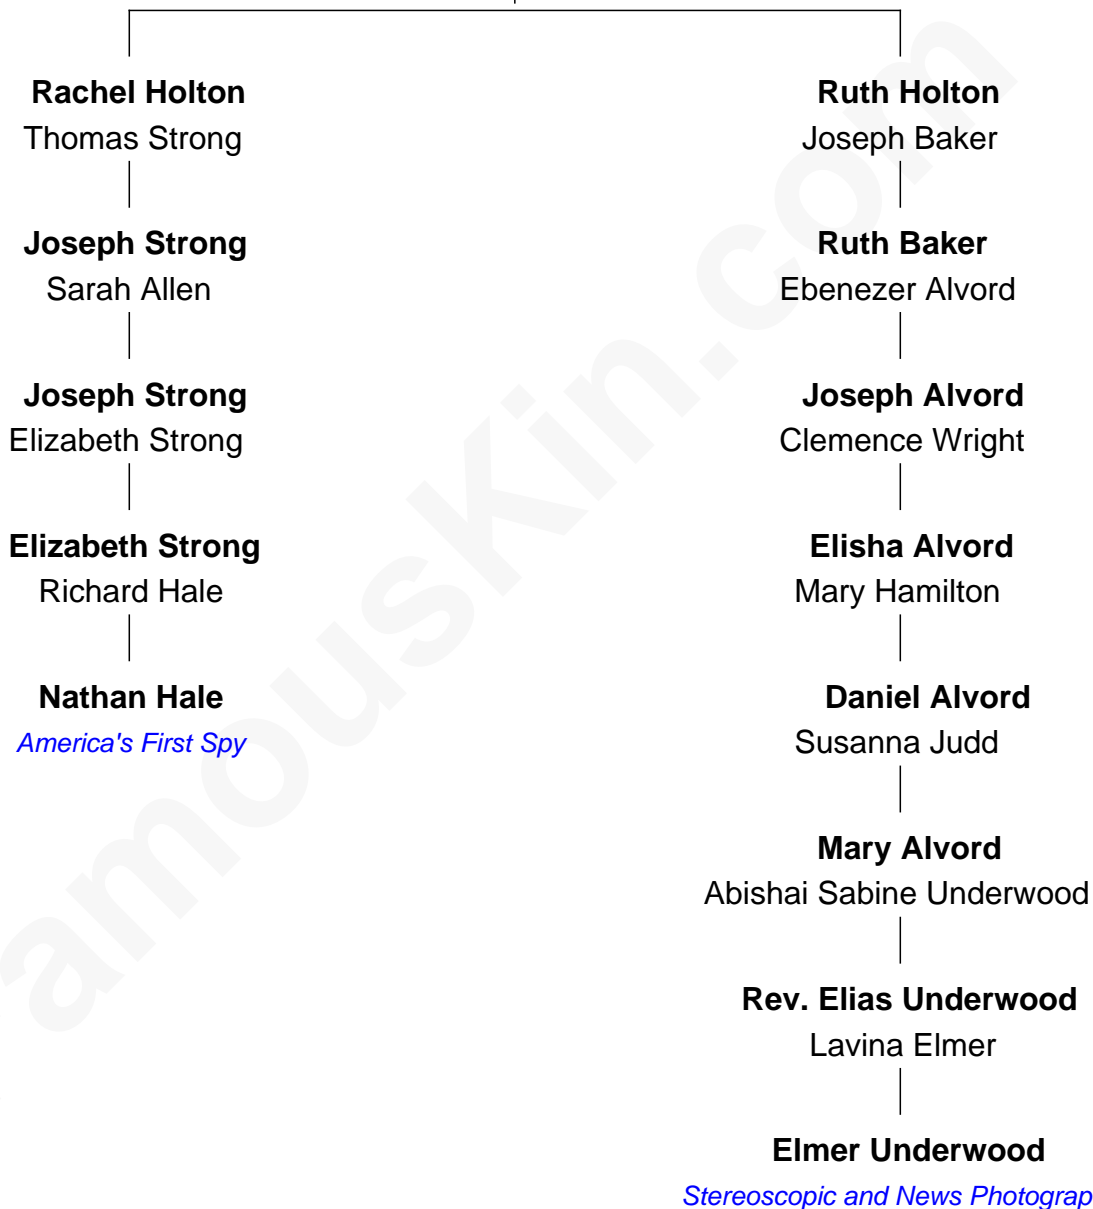 Rachel Holton
Thomas Strong
Joseph Strong
Sarah Allen
Joseph Strong
Elizabeth Strong
Elizabeth Strong
Richard Hale
Nathan Hale
America's First Spy
Ruth Holton
Joseph Baker
Ruth Baker
Ebenezer Alvord
Joseph Alvord
Clemence Wright
Elisha Alvord
Mary Hamilton
Daniel Alvord
Susanna Judd
Mary Alvord
Abishai Sabine Underwood
Rev. Elias Underwood
Lavina Elmer
Elmer Underwood
Stereoscopic and News Photograp
amouskin.com